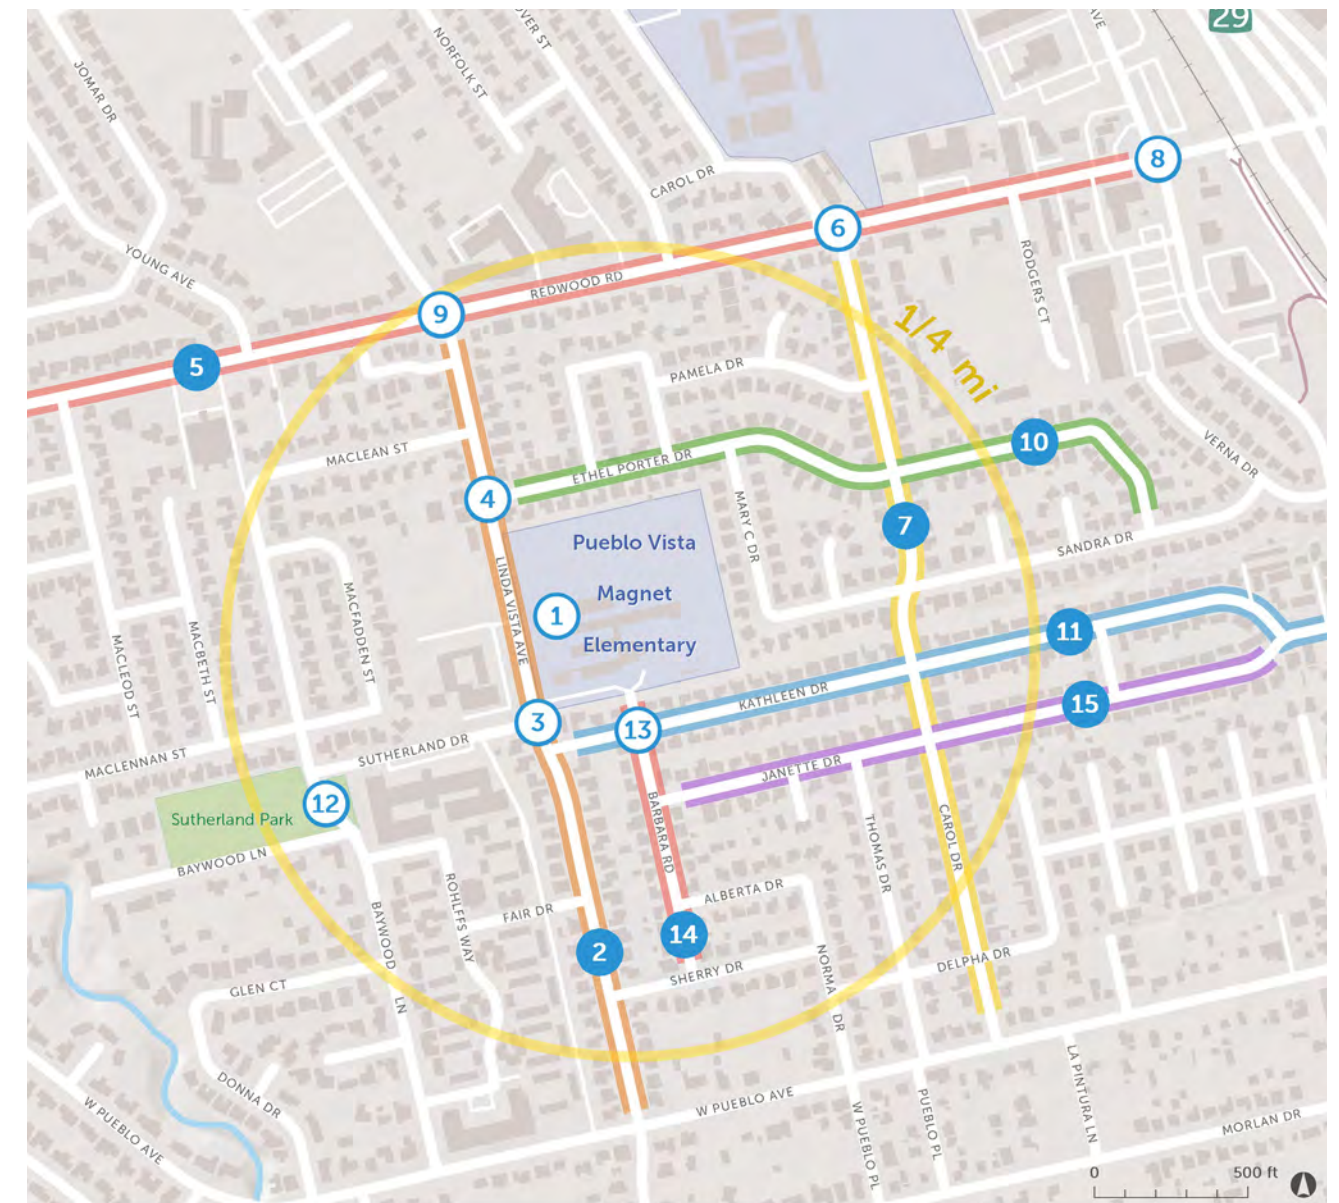 29
OVER ST
AVE
NORFOLK ST
JOMAR DR
8
CAROL DR
6
YOUNG AVE
RODGERS CT
REDWOOD RD
9
1/4 mi
5
PAMELA DR
10
VERNA DR
MACLEAN ST
ETHEL PORTER DR
4
MARY C DR
7
SANDRA DR
Pueblo Vista
Magnet
Elementary
LINDA VISTA AVE
1
MACFADDEN ST
11
MACBETH ST
MACLEOD ST
KATHLEEN DR
15
3
13
SUTHERLAND DR
MACLENNAN ST
JANETTE DR
12
Sutherland Park
BARBARA RD
CAROL DR
THOMAS DR
BAYWOOD LN
ROHLFFS WAY
ALBERTA DR
FAIR DR
14
2
BAYWOOD LN
SHERRY DR
NORMA DR
DELPHA DR
GLEN CT
LA PINTURA LN
DONNA DR
W PUEBLO AVE
W PUEBLO AVE
W PUEBLO PL
PUEBLO PL
MORLAN DR
0
500 ft